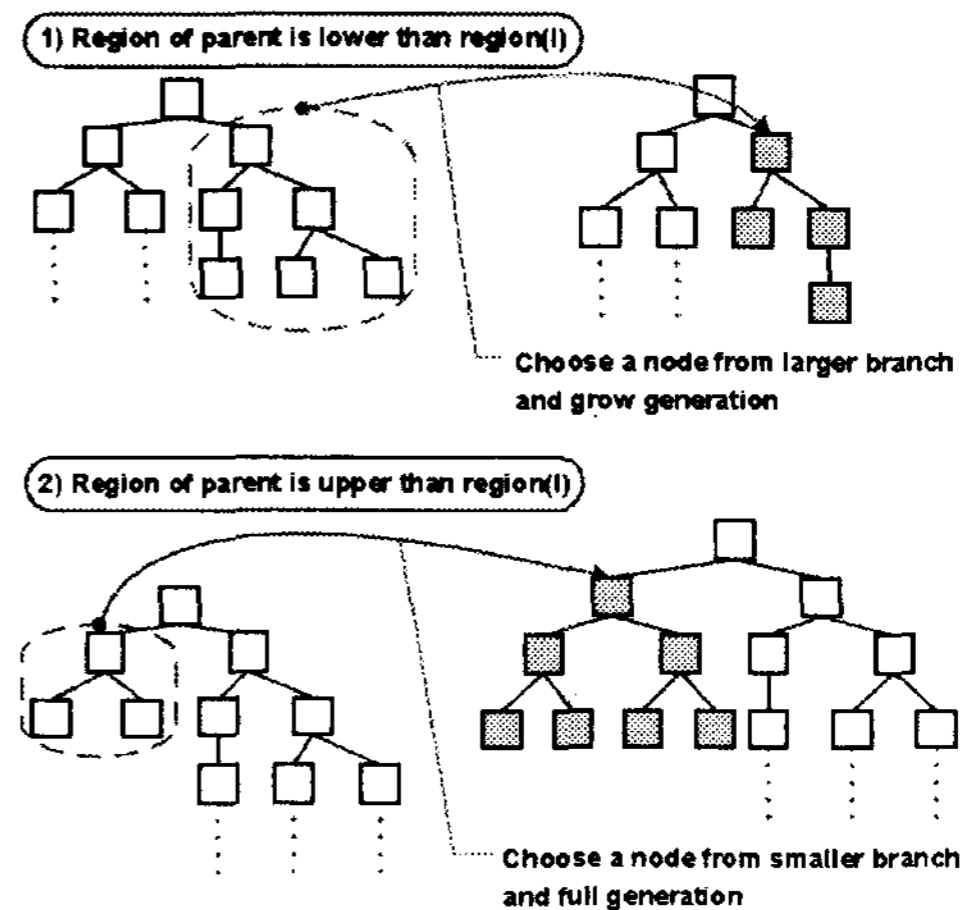 1) Region of parent is lower than region(l)
Choose a node from larger branch
and grow generation
2) Region of parent is upper than region(l)
Choose a node from smaller branch
and full generation